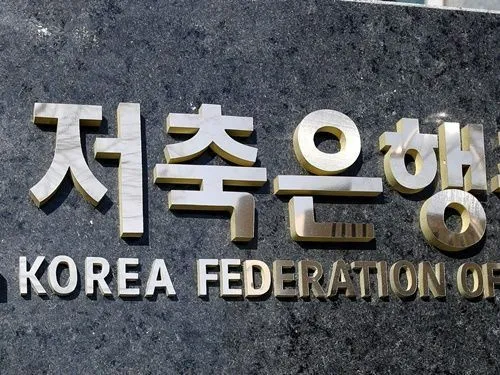 저축은행
KOREA FEDERATION OF